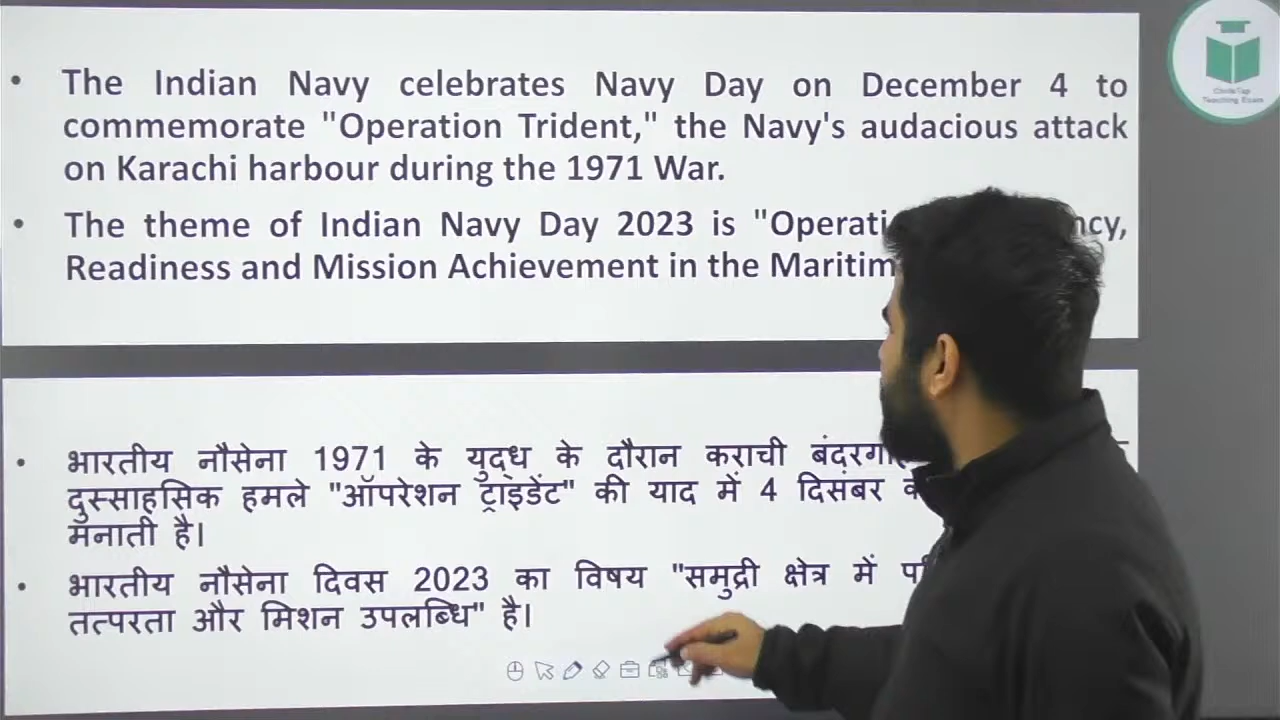 The Indian Navy celebrates Navy Day on December 4 to
commemorate "Operation Trident," the Navy's audacious attack
on Karachi harbour during the 1971 War.
The theme of Indian Navy Day 2023 is
Readiness and Mission Achievement in the
भारतीय नौसेना 1971 के युद्ध के दौरान कराची
दुस्साहसिक हमले "ऑपरेशन ट्राइडेंट" की याद में 4 दिसंबर
मनाती है।
भारतीय नौसेना दिवस 2023 का विषय "समुद्री क्षेत्र में
तत्परता और मिशन उपलब्धि" है।
Teaching Exam